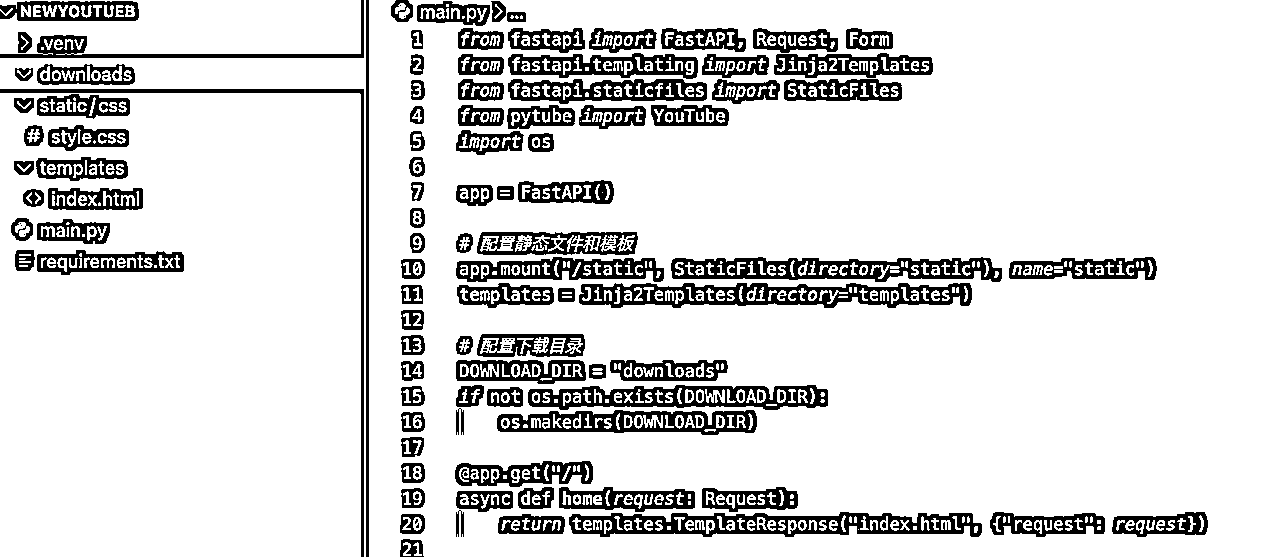 NEWYOUTUEB
.venv
downloads
static/css
# style.css
templates
<> index.html
main.py
requirements.txt
main.py > ...
1 from fastapi import FastAPI, Request, Form
2 from fastapi.templating import Jinja2Templates
3 from fastapi.staticfiles import StaticFiles
4 from pytube import YouTube
5 import os
6
7 app = FastAPI()
8
9 # 配置静态文件和模板
10 app.mount("/static", StaticFiles(directory="static"), name="static")
11 templates = Jinja2Templates(directory="templates")
12
13 # 配置下载目录
14 DOWNLOAD_DIR = "downloads"
15 if not os.path.exists(DOWNLOAD_DIR):
16 os.makedirs(DOWNLOAD_DIR)
17
18 @app.get("/")
19 async def home(request: Request):
20 return templates.TemplateResponse("index.html", {"request": request})
21